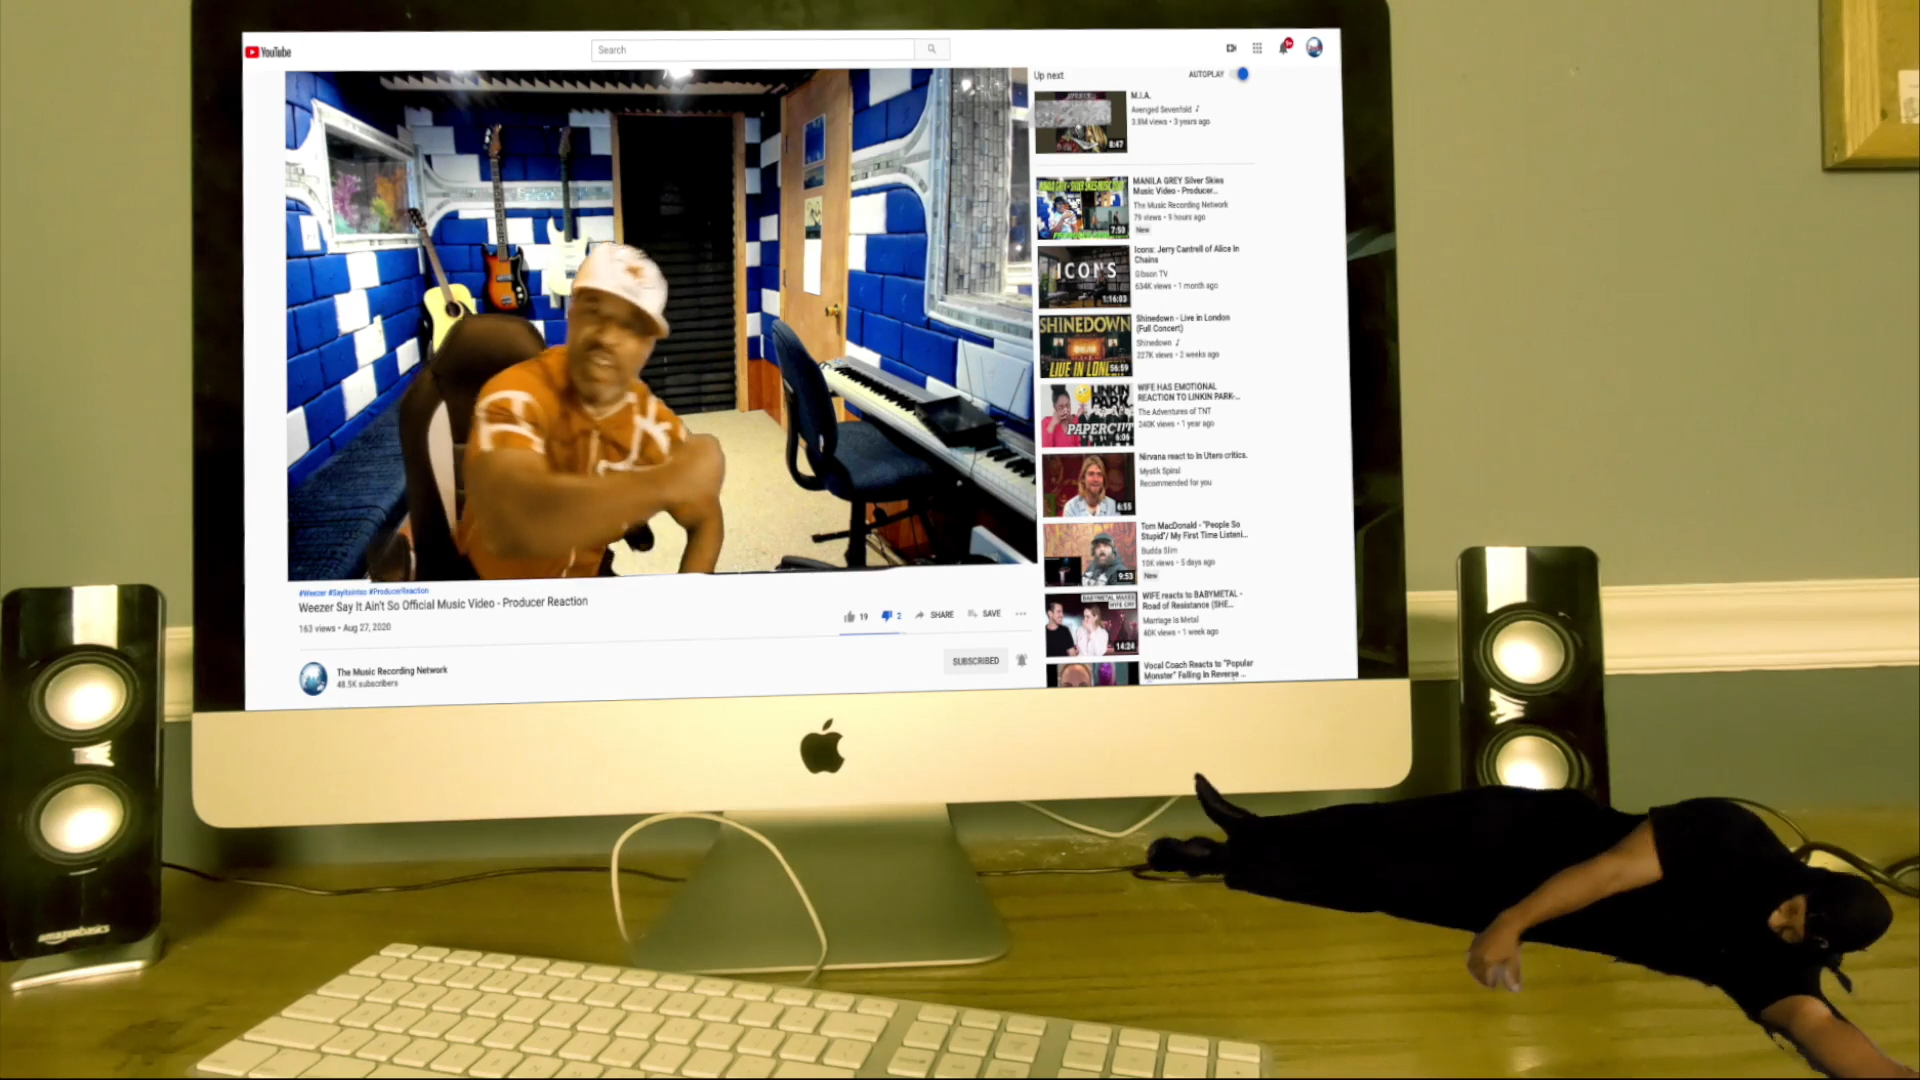 YouTube
Search
9+
Up next
AUTOPLAY
M.I.A.
Avenged Sevenfold
3.8M views • 3 years ago
8:47
MANILA GREY Silver Skies
Music Video - Producer...
The Music Recording Network
79 views • 9 hours ago
New
7:50
Icons: Jerry Cantrell of Alice in
Chains
Gibson TV
634K views • 1 month ago
ICONS
1:16:03
Shinedown - Live in London
(Full Concert)
Shinedown
227K views • 2 weeks ago
SHINEDOWN
LIVE IN LON
56:59
WIFE HAS EMOTIONAL
REACTION TO LINKIN PARK-...
The Adventures of TNT
240K views • 1 year ago
LINKIN
PARK
PAPERCUT
6:06
Nirvana react to In Utero critics.
Mystik Spiral
Recommended for you
6:55
Tom MacDonald - "People So
Stupid"/ My First Time Listeni...
Budda Slim
10K views • 5 days ago
New
9:53
WIFE reacts to BABYMETAL -
Road of Resistance (SHE...
Marriage Is Metal
40K views • 1 week ago
BABYMETAL MAKES
WIFE CRY
14:24
Vocal Coach Reacts to "Popular
Monster" Falling In Reverse ...
#Weezer #SayItAintSo #ProducerReaction
Weezer Say It Ain't So Official Music Video - Producer Reaction
163 views • Aug 27, 2020
19
2
SHARE
SAVE
The Music Recording Network
48.5K subscribers
SUBSCRIBED
amazonbasics